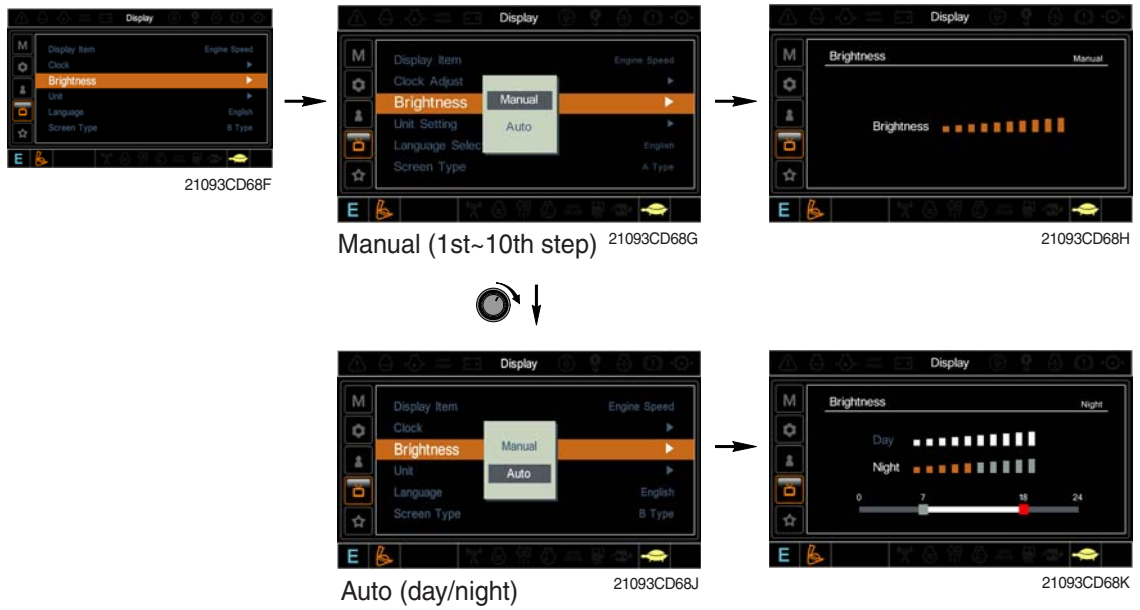 Display
M
Display Item Engine Speed
Clock
Brightness
Unit
Language English
Screen Type B Type
E
21093CD68F
Display
M
Display Item Engine Speed
Clock Adjust
Brightness
Manual
Auto
Unit Setting
Language Selec English
Screen Type A Type
E
Manual (1st~10th step) 21093CD68G
Display
M
Brightness Manual
Brightness
E
21093CD68H
Display
M
Display Item Engine Speed
Clock
Brightness
Manual
Auto
Unit
Language English
Screen Type B Type
E
Auto (day/night) 21093CD68J
Display
M
Brightness Night
Day
Night
0 7 18 24
E
21093CD68K